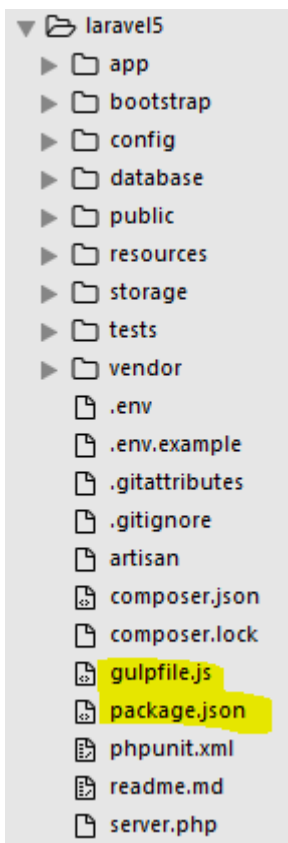 laravel5
app
bootstrap
config
database
public
resources
storage
tests
vendor
.env
.env.example
.gitattributes
.gitignore
artisan
composer.json
composer.lock
gulpfile.js
package.json
phpunit.xml
readme.md
server.php